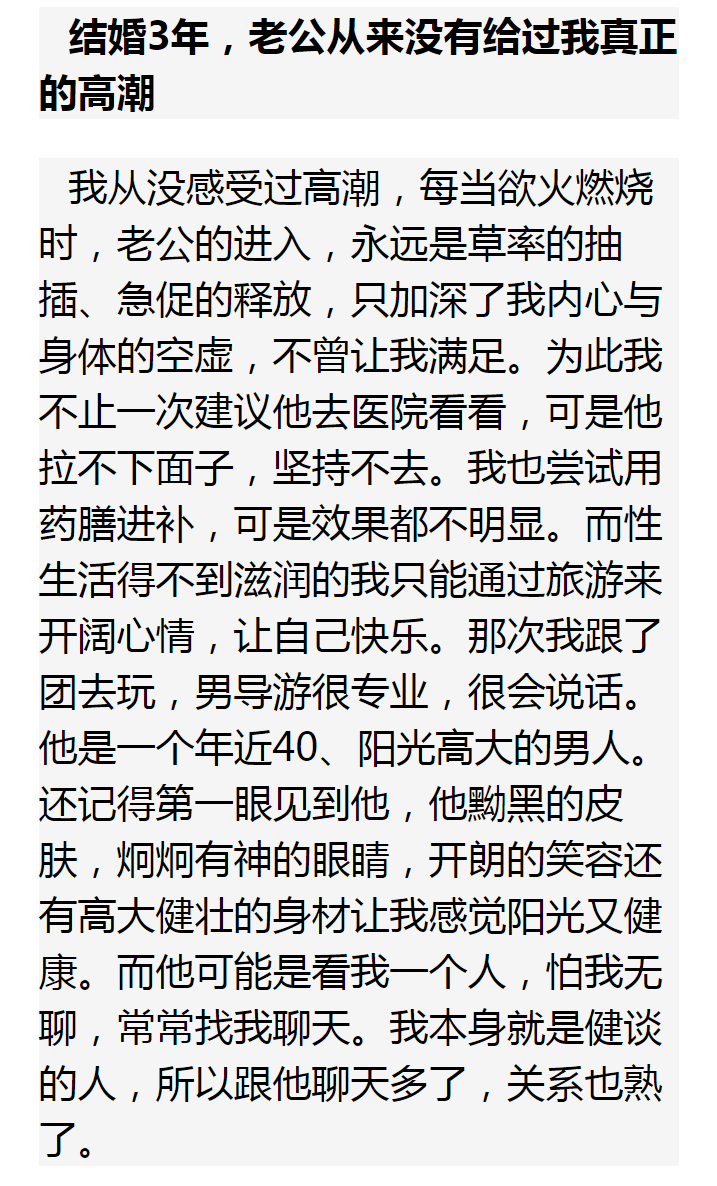 结婚3年，老公从来没有给过我真正
的高潮
我从没感受过高潮，每当欲火燃烧
时，老公的进入，永远是草率的抽
插、急促的释放，只加深了我内心与
身体的空虚，不曾让我满足。为此我
不止一次建议他去医院看看，可是他
拉不下面子，坚持不去。我也尝试用
药膳进补，可是效果都不明显。而性
生活得不到滋润的我只能通过旅游来
开阔心情，让自己快乐。那次我跟了
团去玩，男导游很专业，很会说话。
他是一个年近40、阳光高大的男人。
还记得第一眼见到他，他黝黑的皮
肤，炯炯有神的眼睛，开朗的笑容还
有高大健壮的身材让我感觉阳光又健
康。而他可能是看我一个人，怕我无
聊，常常找我聊天。我本身就是健谈
的人，所以跟他聊天多了，关系也熟
了。